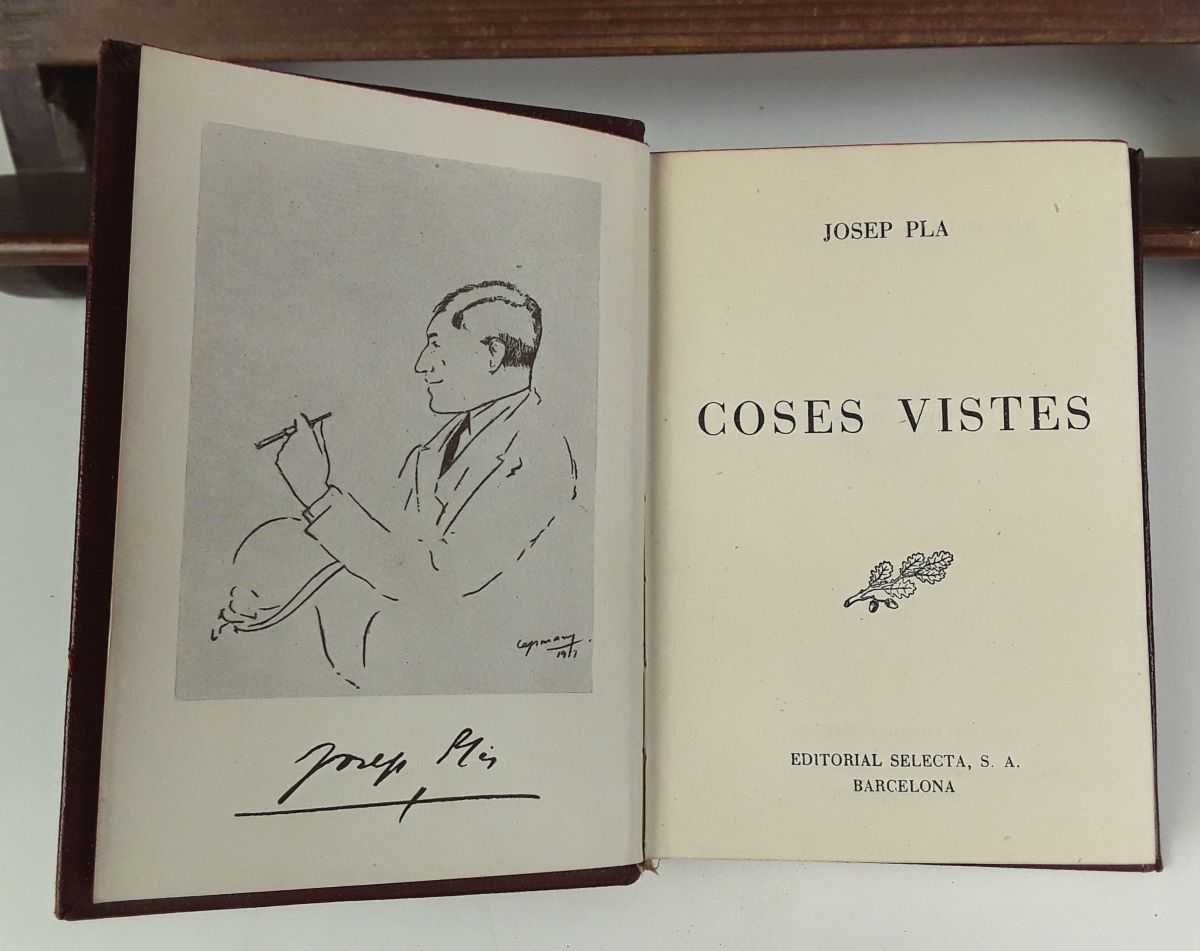 Josep Pla
JOSEP PLA
COSES VISTES
EDITORIAL SELECTA, S. A.
BARCELONA